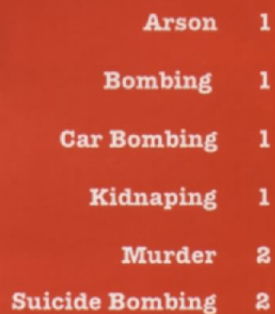 Arson 1
Bombing 1
Car Bombing 1
Kidnaping 1
Murder 2
Suicide Bombing 2